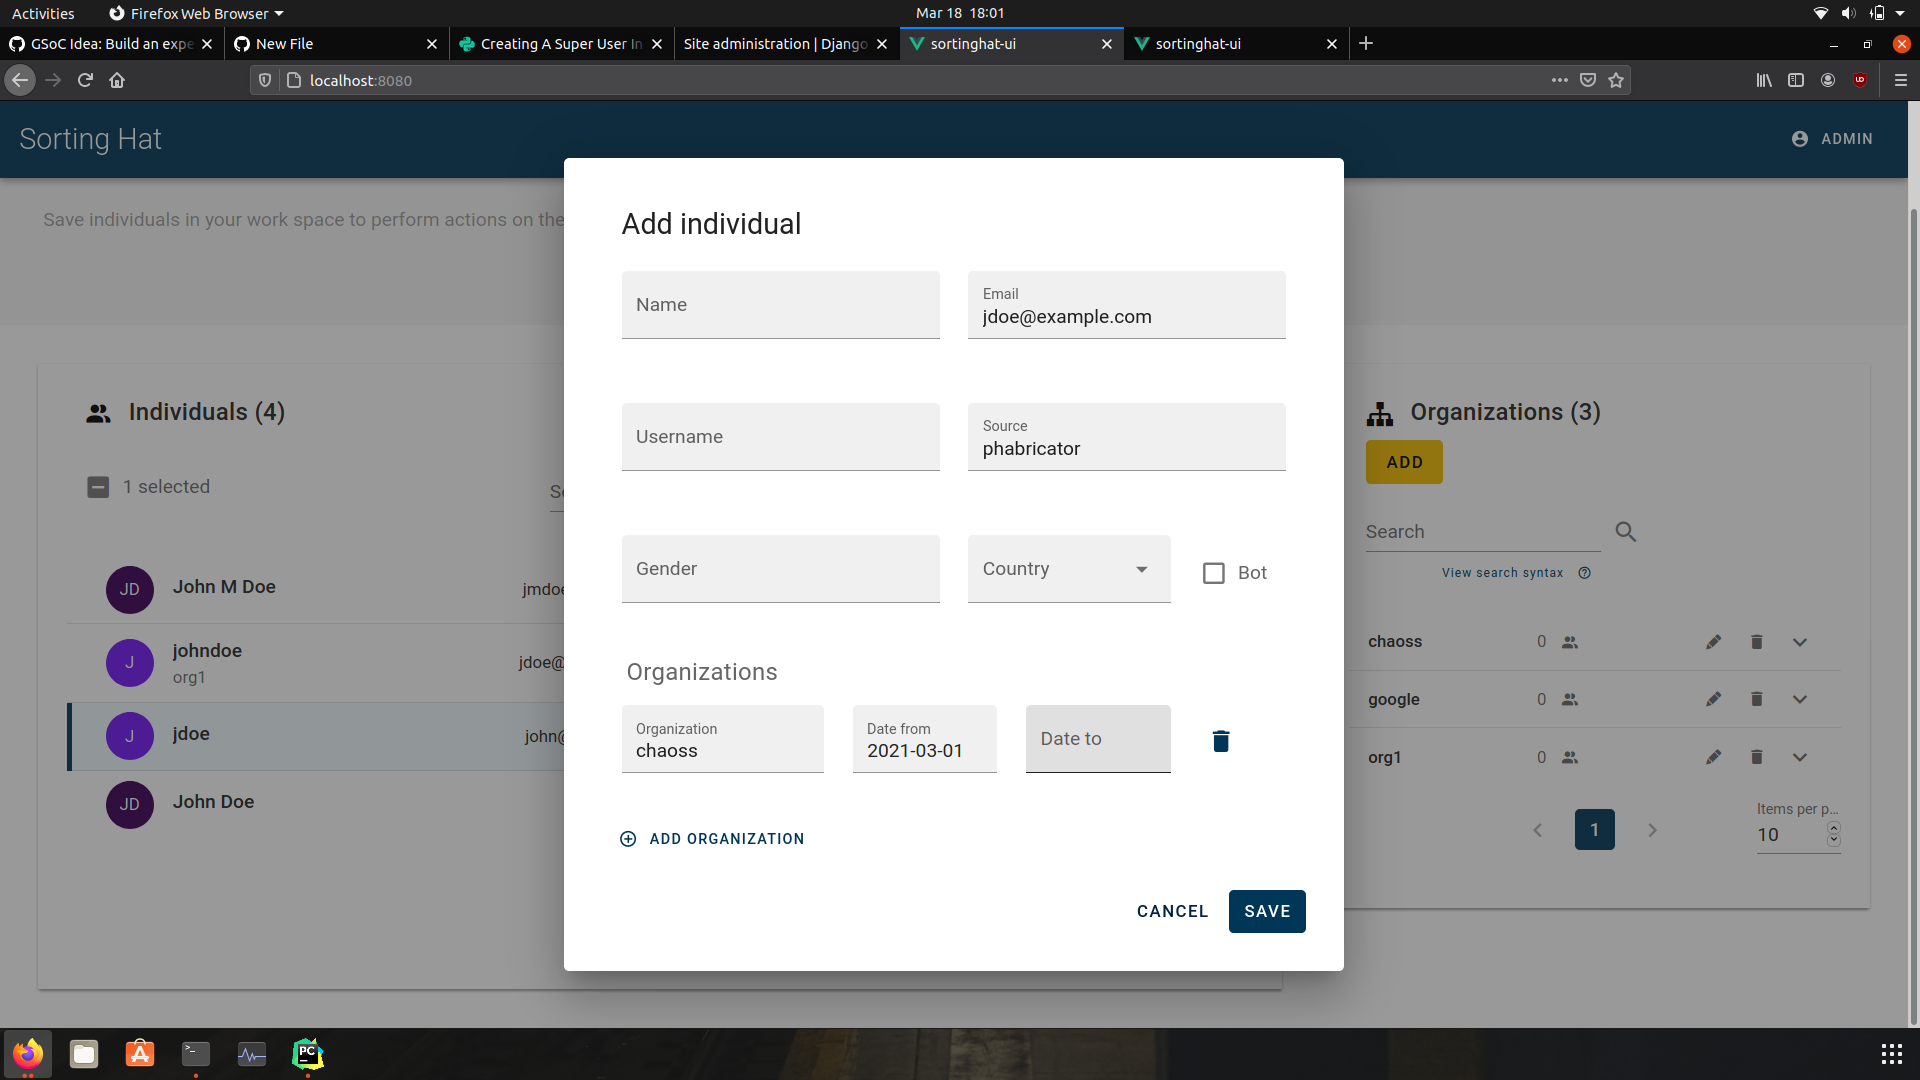 Activities
Firefox Web Browser
Mar 18 18:01
GSoC Idea: Build an expe
New File
Creating A Super User In
Site administration | Django
sortinghat-ui
sortinghat-ui
localhost:8080
Sorting Hat
ADMIN
Save individuals in your work space to perform actions on the
Individuals (4)
1 selected
John M Doe
jmdoe
johndoe
org1
jdoe@
jdoe
john@
John Doe
JD
J
J
JD
Add individual
Name
Email
jdoe@example.com
Username
Source
phabricator
Gender
Country
Bot
Organizations
Organization
chaoss
Date from
2021-03-01
Date to
ADD ORGANIZATION
CANCEL
SAVE
Organizations (3)
ADD
Search
View search syntax
chaoss
0
google
0
org1
0
1
Items per p...
10
PC